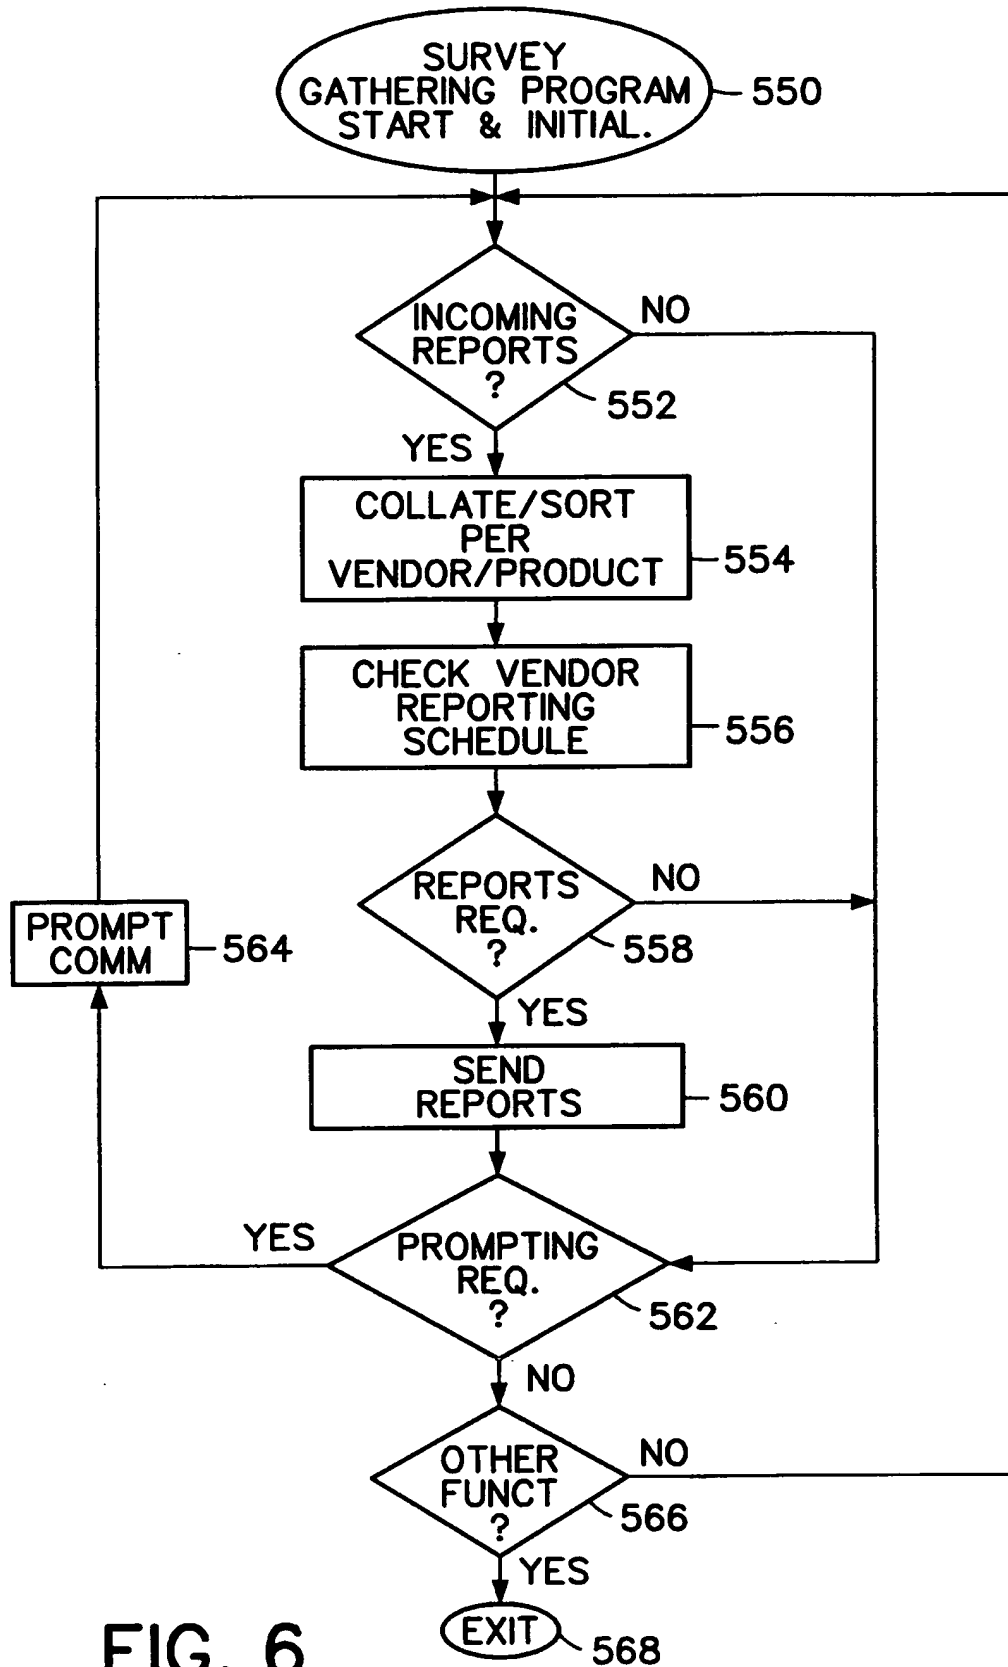 SURVEY
GATHERING PROGRAM
START & INITIAL.
550
INCOMING
REPORTS
?
NO
552
YES
COLLATE/SORT
PER
VENDOR/PRODUCT
554
CHECK VENDOR
REPORTING
SCHEDULE
556
REPORTS
REQ.
?
NO
558
PROMPT
COMM
564
YES
SEND
REPORTS
560
YES
PROMPTING
REQ.
?
562
NO
OTHER
FUNCT
?
NO
566
YES
EXIT
568
FIG. 6